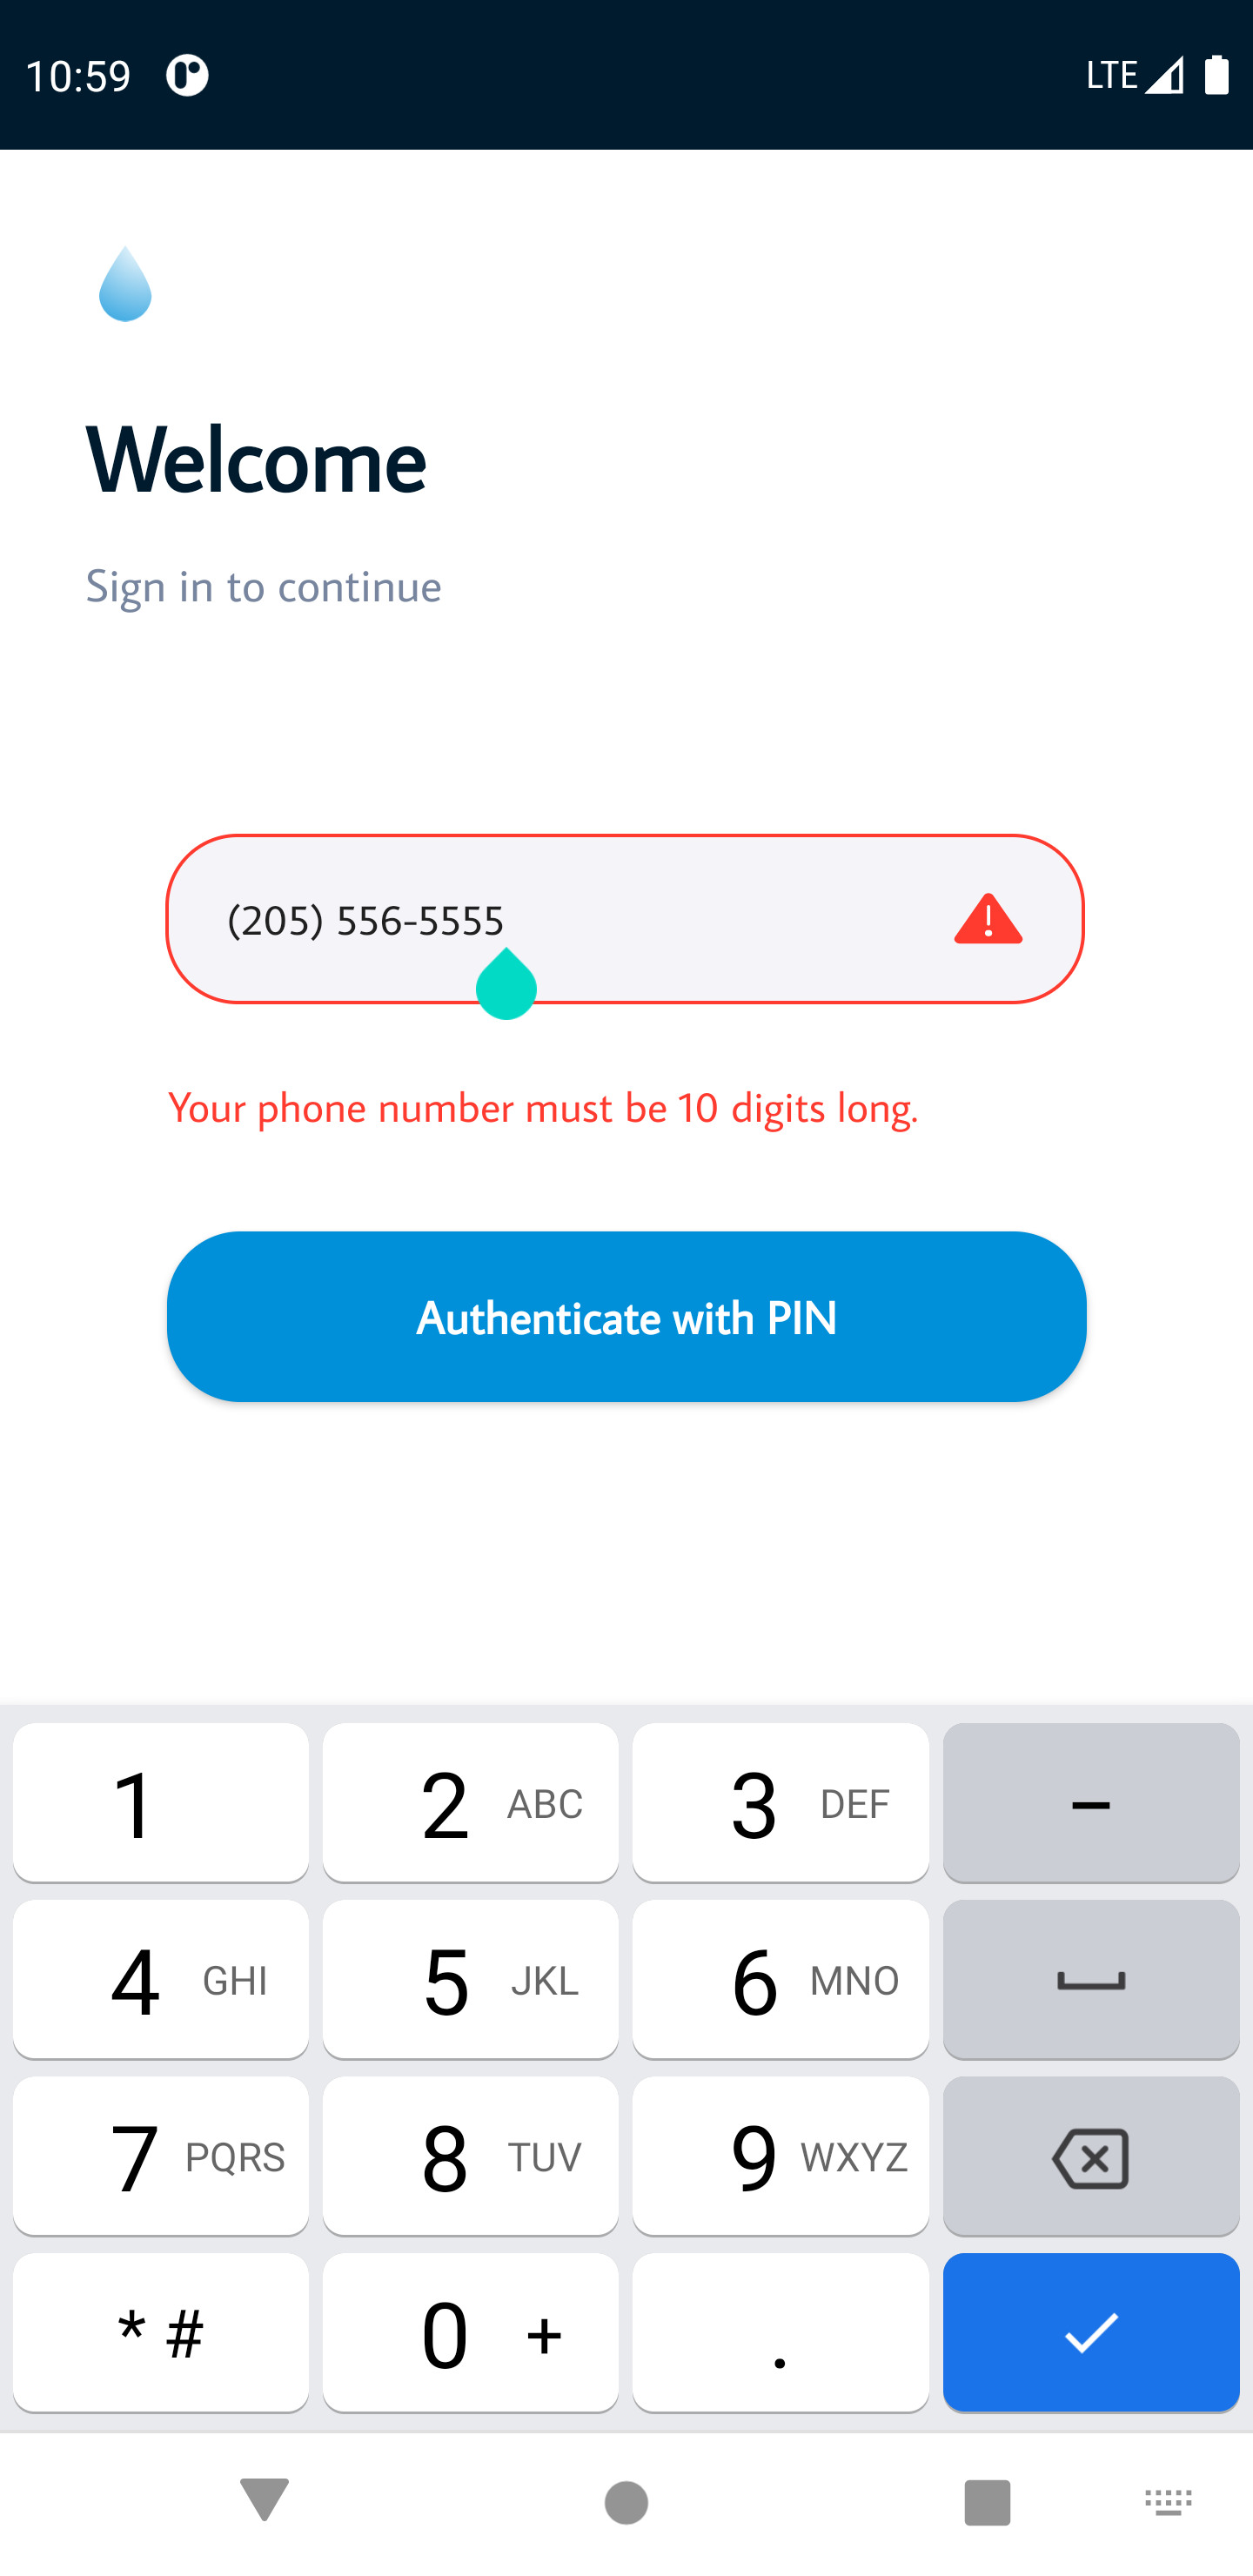 10:59 LTE
Welcome
Sign in to continue
(205) 556-5555
Your phone number must be 10 digits long.
Authenticate with PIN
1 2 ABC 3 DEF –
4 GHI 5 JKL 6 MNO
7 PQRS 8 TUV 9 WXYZ
* # 0 + .